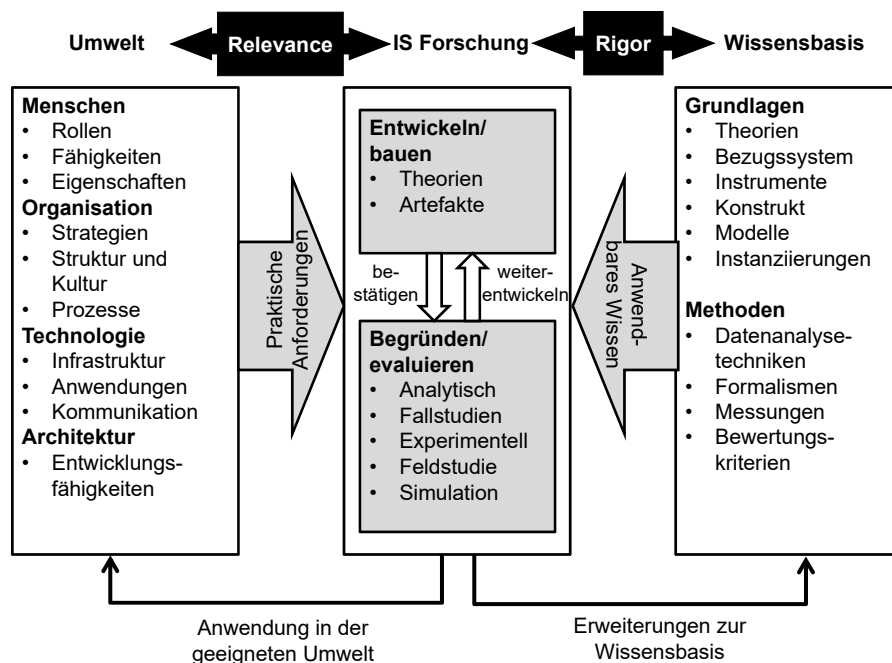 Umwelt
Relevance
IS Forschung
Rigor
Wissensbasis
Menschen
• Rollen
• Fähigkeiten
• Eigenschaften
Organisation
• Strategien
• Struktur und
Kultur
• Prozesse
Technologie
• Infrastruktur
• Anwendungen
• Kommunikation
Architektur
• Entwicklungs-
fähigkeiten
Praktische
Anforderungen
Entwickeln/
bauen
• Theorien
• Artefakte
be-
stätigen
weiter-
entwickeln
Begründen/
evaluieren
• Analytisch
• Fallstudien
• Experimentell
• Feldstudie
• Simulation
Anwend-
bares Wissen
Grundlagen
• Theorien
• Bezugssystem
• Instrumente
• Konstrukt
• Modelle
• Instanziierungen
Methoden
• Datenanalyse-
techniken
• Formalismen
• Messungen
• Bewertungs-
kriterien
Anwendung in der
geeigneten Umwelt
Erweiterungen zur
Wissensbasis